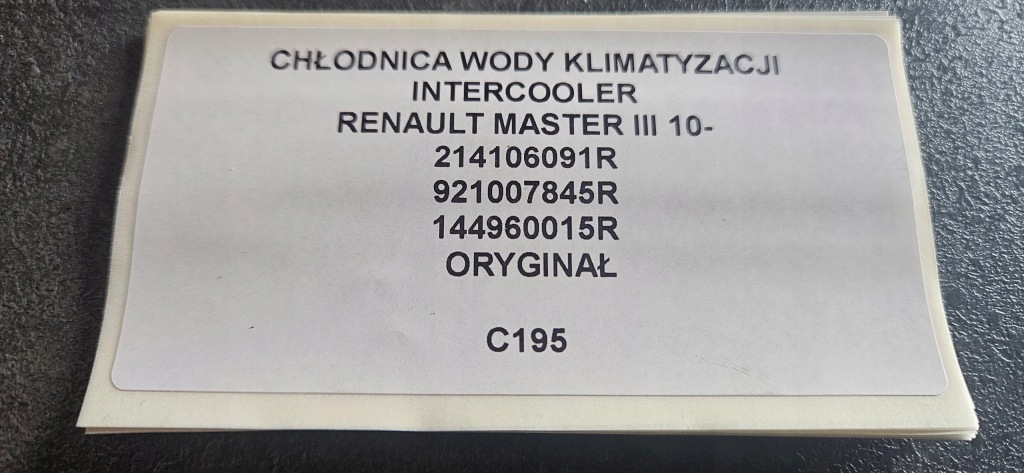 CHŁODNICA WODY KLIMATYZACJI
INTERCOOLER
RENAULT MASTER III 10-
214106091R
921007845R
144960015R
ORYGINAŁ
C195